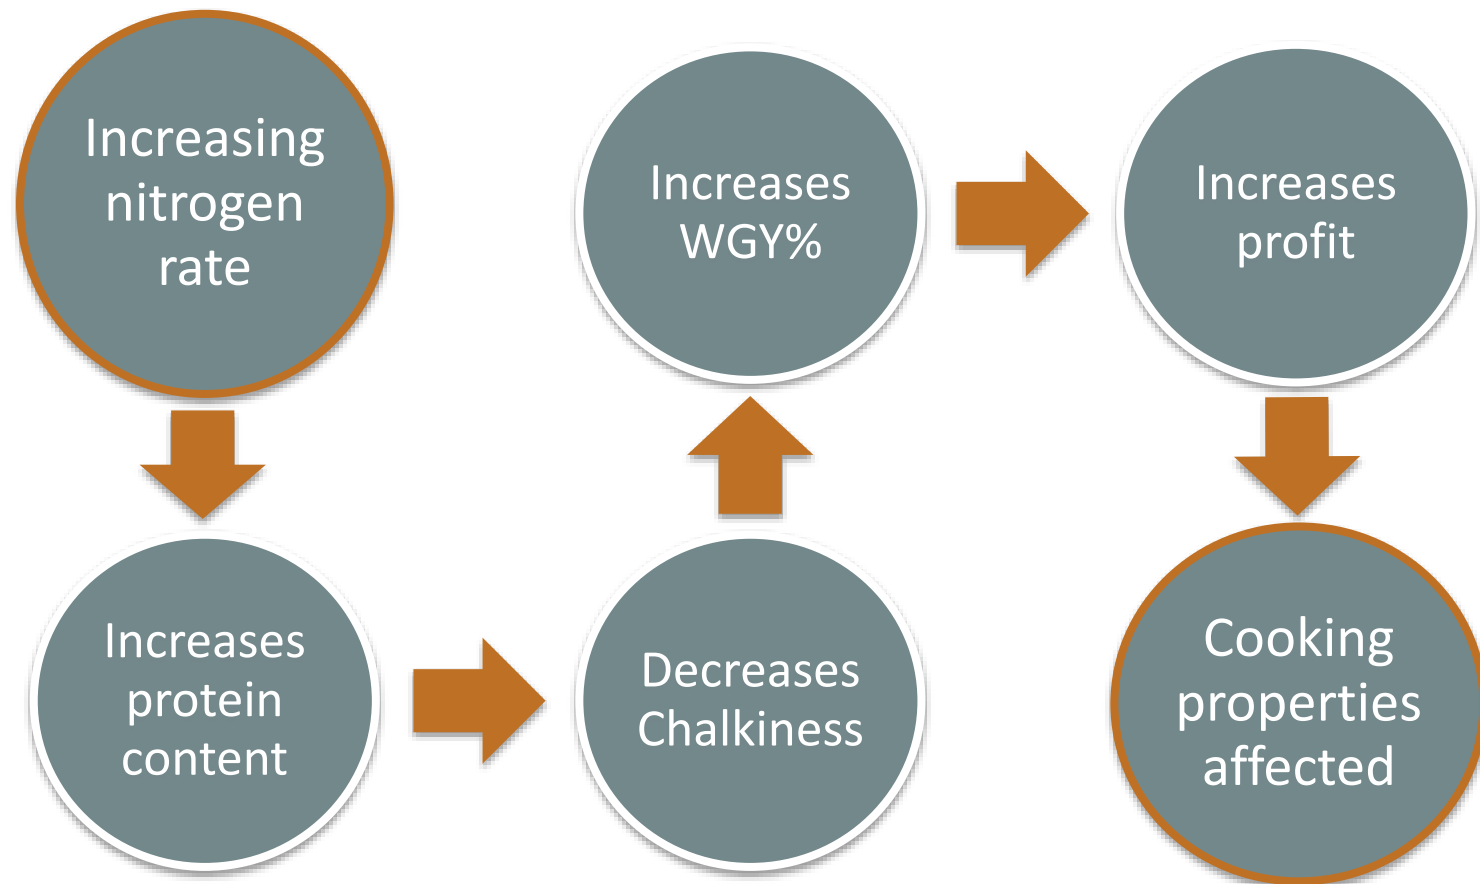 Increasing
nitrogen
rate
Increases
protein
content
Decreases
Chalkiness
Increases
WGY%
Increases
profit
Cooking
properties
affected